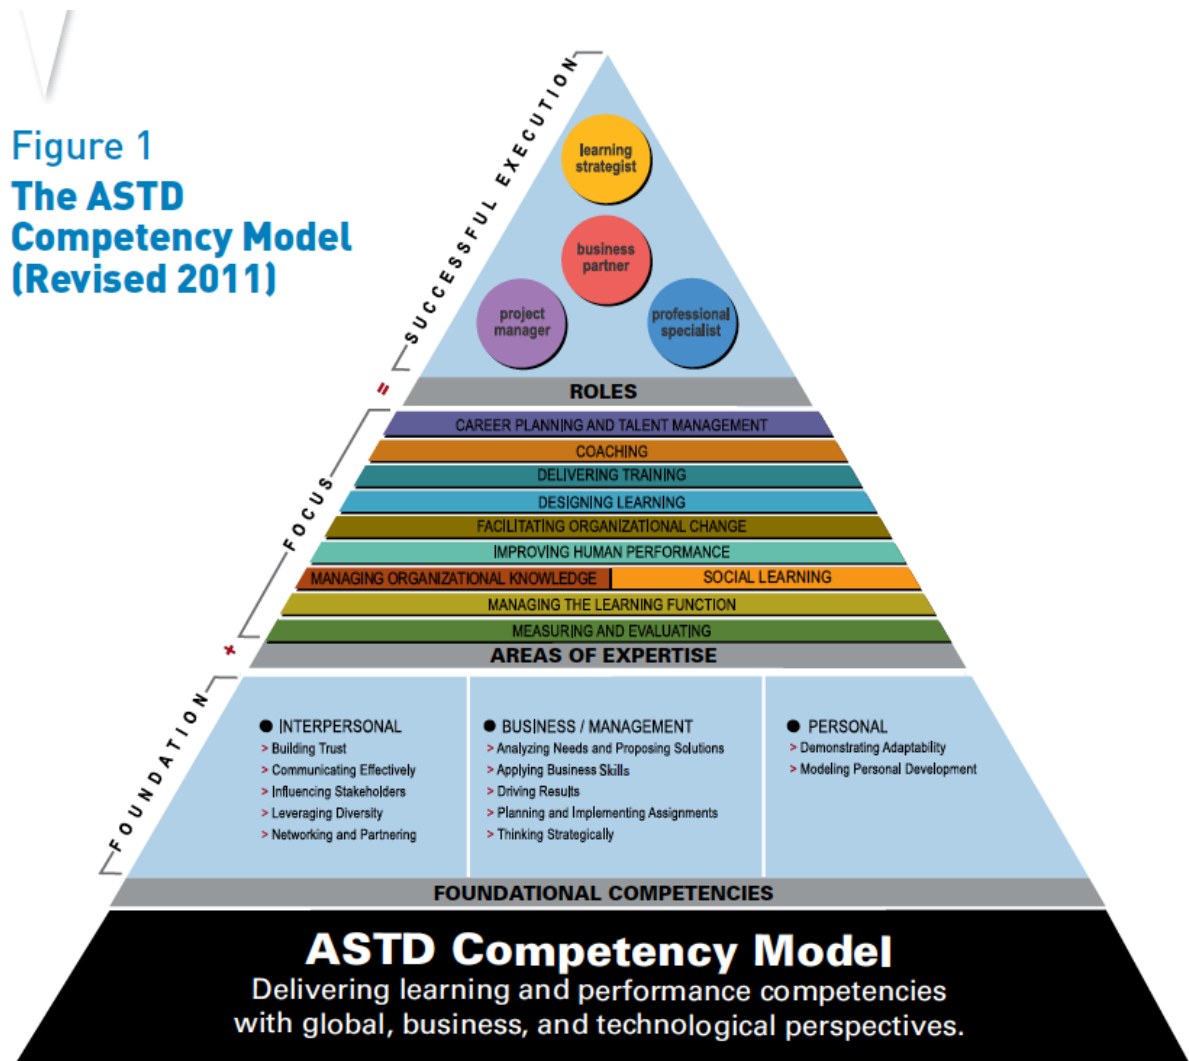 Figure 1
The ASTD
Competency Model
(Revised 2011)
SUCCESSFUL EXECUTION
learning
strategist
business
partner
project
manager
professional
specialist
=
ROLES
FOCUS
CAREER PLANNING AND TALENT MANAGEMENT
COACHING
DELIVERING TRAINING
DESIGNING LEARNING
FACILITATING ORGANIZATIONAL CHANGE
IMPROVING HUMAN PERFORMANCE
MANAGING ORGANIZATIONAL KNOWLEDGE
SOCIAL LEARNING
MANAGING THE LEARNING FUNCTION
MEASURING AND EVALUATING
+
AREAS OF EXPERTISE
FOUNDATION
● INTERPERSONAL
> Building Trust
> Communicating Effectively
> Influencing Stakeholders
> Leveraging Diversity
> Networking and Partnering
● BUSINESS / MANAGEMENT
> Analyzing Needs and Proposing Solutions
> Applying Business Skills
> Driving Results
> Planning and Implementing Assignments
> Thinking Strategically
● PERSONAL
> Demonstrating Adaptability
> Modeling Personal Development
FOUNDATIONAL COMPETENCIES
ASTD Competency Model
Delivering learning and performance competencies
with global, business, and technological perspectives.